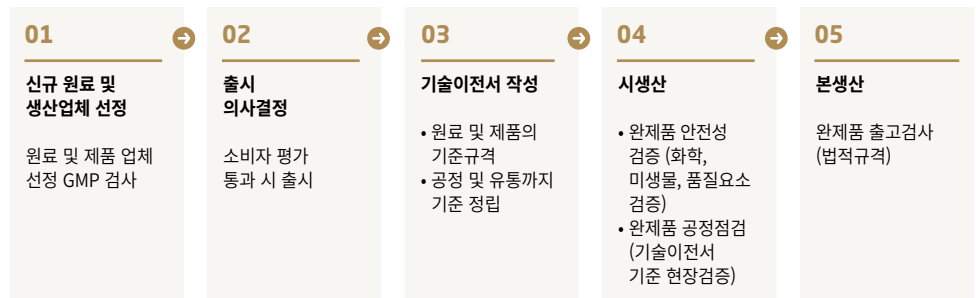 01
신규 원료 및
생산업체 선정
원료 및 제품 업체
선정 GMP 검사
02
출시
의사결정
소비자 평가
통과 시 출시
03
기술이전서 작성
• 원료 및 제품의
기준규격
• 공정 및 유통까지
기준 정립
04
시생산
• 완제품 안전성
검증 (화학,
미생물, 품질요소
검증)
• 완제품 공정점검
(기술이전서
기준 현장검증)
05
본생산
완제품 출고검사
(법적규격)